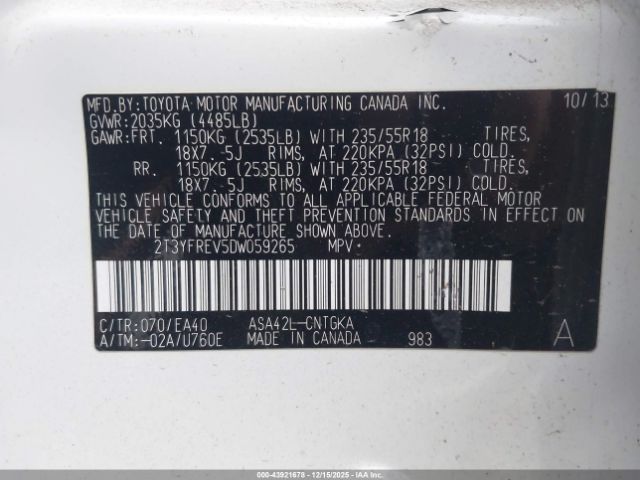 MFD.BY:TOYOTA MOTOR MANUFACTURING CANADA INC. 10/13
GVWR:2035KG (4485LB)
GAWR:FRT. 1150KG (2535LB) WITH 235/55R18 TIRES,
18X7. 5J RIMS, AT 220KPA (32PSI) COLD.
RR. 1150KG (2535LB) WITH 235/55R18 TIRES,
18X7. 5J RIMS, AT 220KPA (32PSI) COLD.
THIS VEHICLE CONFORMS TO ALL APPLICABLE FEDERAL MOTOR
VEHICLE SAFETY AND THEFT PREVENTION STANDARDS IN EFFECT ON
THE DATE OF MANUFACTURE SHOWN ABOVE.
2T3YFREV5DW059265 MPV•
C/TR:070/EA40 ASA42L-CNTGKA
A/TM:-02A/U760E MADE IN CANADA 983 A
000-43921678 - 12/15/2025 - IAAI.COM